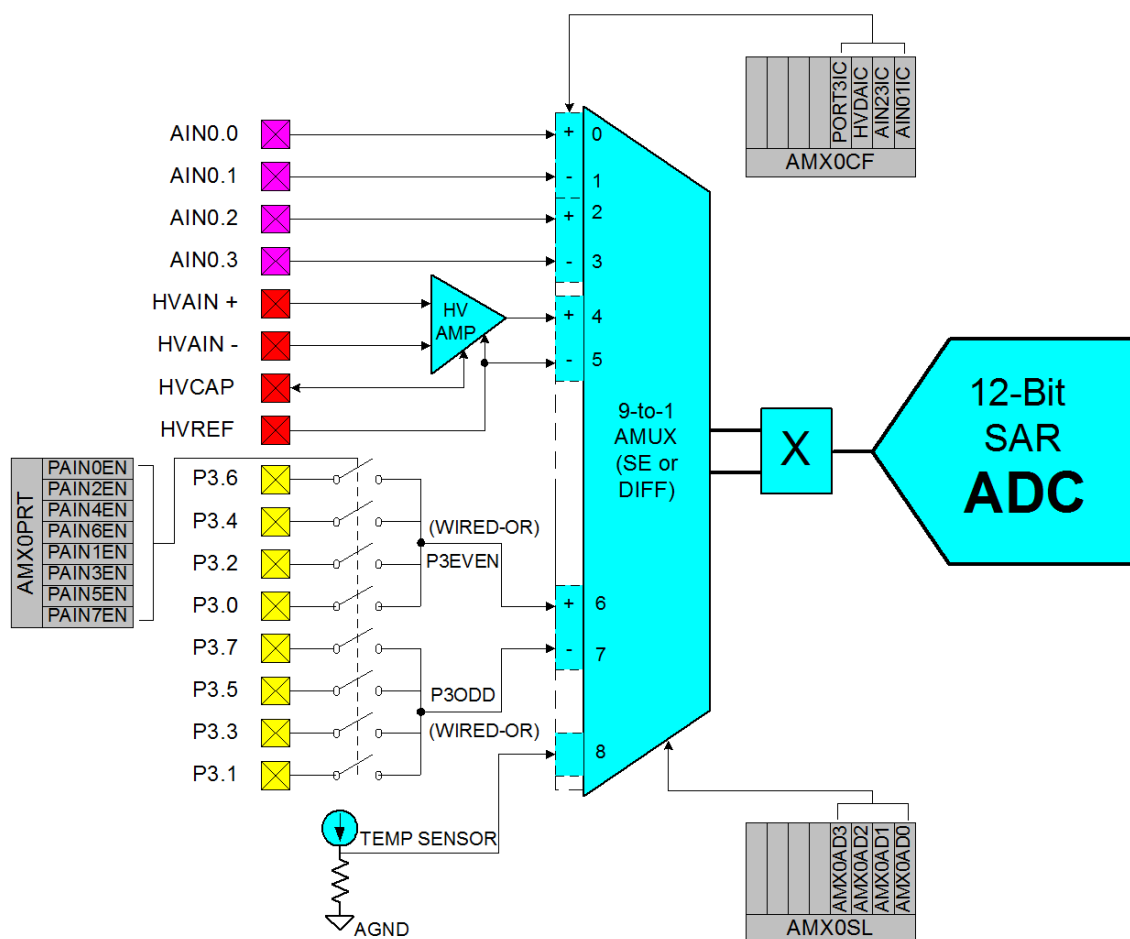 PORT3IC
HVDAIC
AIN23IC
AIN01IC
AMX0CF
AIN0.0
AIN0.1
AIN0.2
AIN0.3
HVAIN +
HVAIN -
HVCAP
HVREF
HV
AMP
+ 0
- 1
+ 2
- 3
+ 4
- 5
9-to-1
AMUX
(SE or
DIFF)
X
12-Bit
SAR
ADC
AMX0PRT
PAIN0EN
PAIN2EN
PAIN4EN
PAIN6EN
PAIN1EN
PAIN3EN
PAIN5EN
PAIN7EN
P3.6
P3.4
P3.2
P3.0
P3.7
P3.5
P3.3
P3.1
(WIRED-OR)
P3EVEN
P3ODD
(WIRED-OR)
+ 6
- 7
8
TEMP SENSOR
AGND
AMX0AD3
AMX0AD2
AMX0AD1
AMX0AD0
AMX0SL